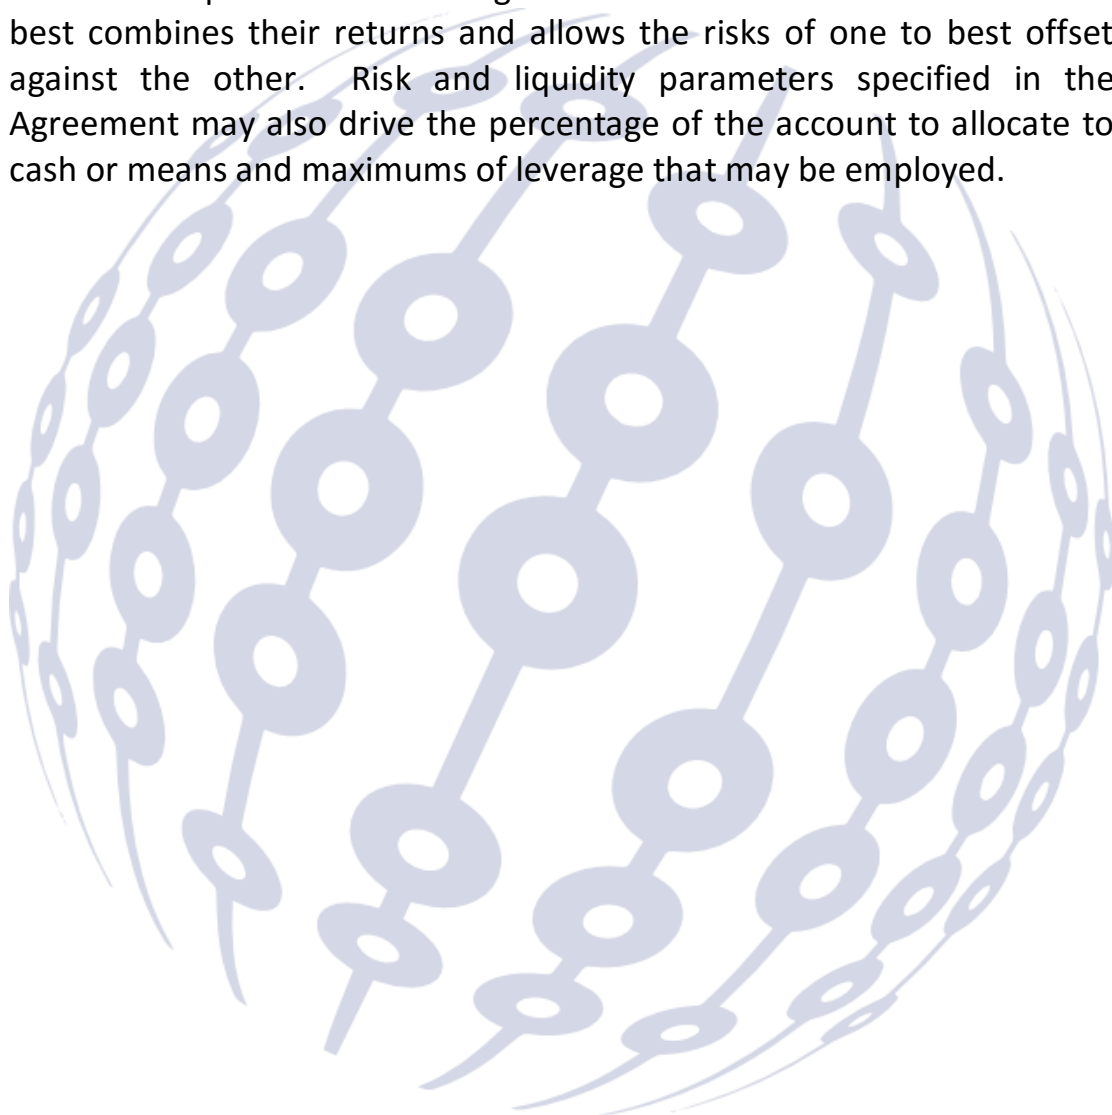 best combines their returns and allows the risks of one to best offset
against the other. Risk and liquidity parameters specified in the
Agreement may also drive the percentage of the account to allocate to
cash or means and maximums of leverage that may be employed.